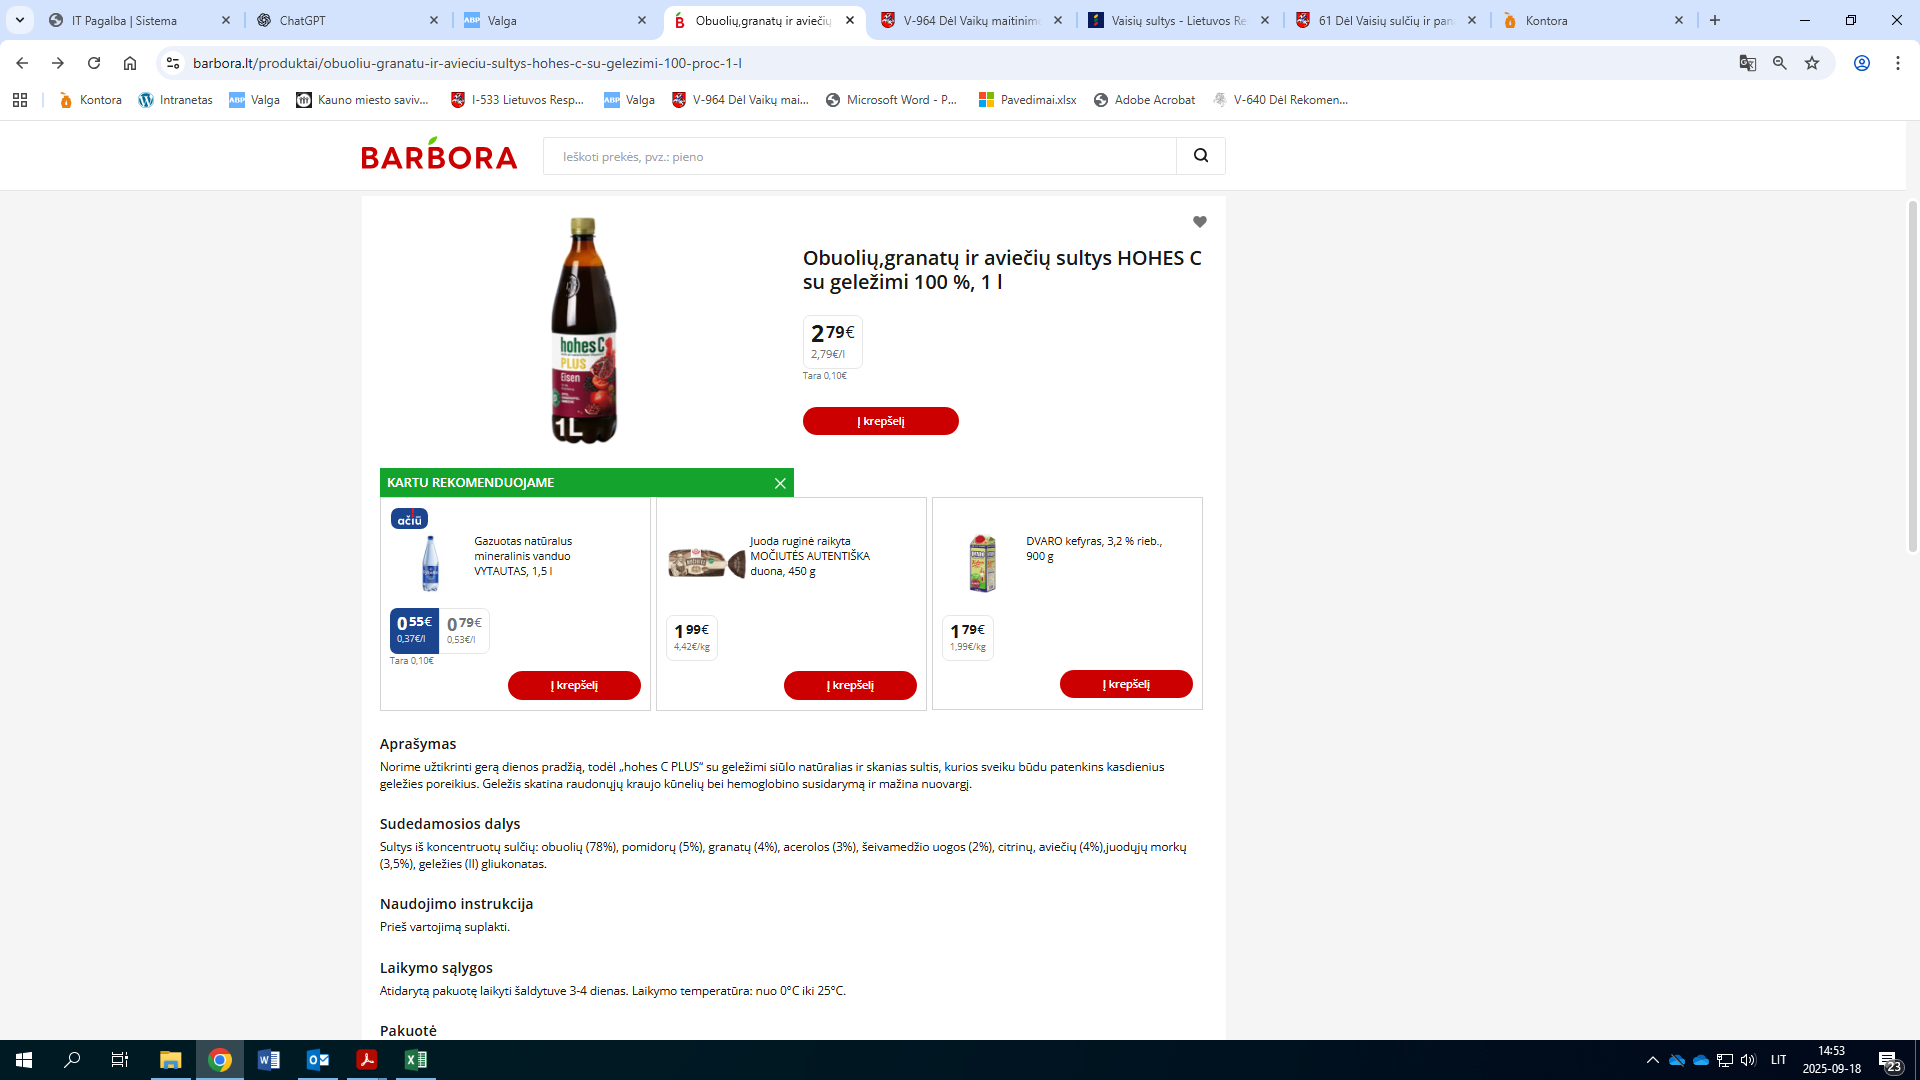 IT Pagalba | Sistema
ChatGPT
ABP Valga
Obuolių,granatų ir aviečių
V-964 Dėl Vaikų maitinimo
Vaisių sultys - Lietuvos Re
61 Dėl Vaisių sulčių ir pan
Kontora
barbora.lt/produktai/obuoliu-granatu-ir-avieciu-sultys-hohes-c-su-gelezimi-100-proc-1-l
Kontora
Intranetas
ABP Valga
Kauno miesto saviv...
I-533 Lietuvos Resp...
ABP Valga
V-964 Dėl Vaikų mai...
Microsoft Word - P...
Pavedimai.xlsx
Adobe Acrobat
V-640 Dėl Rekomen...
BARBORA
Ieškoti prekės, pvz.: pieno
hohesC
PLUS
Eisen
1L
Obuolių,granatų ir aviečių sultys HOHES C
su geležimi 100 %, 1 l
2 79€
2,79€/l
Tara 0,10€
Į krepšelį
KARTU REKOMENDUOJAME
ačiū
Gazuotas natūralus
mineralinis vanduo
VYTAUTAS, 1,5 l
0 55€
0,37€/l
0 79€
0,53€/l
Tara 0,10€
Į krepšelį
Juoda ruginė raikyta
MOČIUTĖS AUTENTIŠKA
duona, 450 g
1 99€
4,42€/kg
Į krepšelį
DVARO kefyras, 3,2 % rieb.,
900 g
1 79€
1,99€/kg
Į krepšelį
Aprašymas
Norime užtikrinti gerą dienos pradžią, todėl „hohes C PLUS“ su geležimi siūlo natūralias ir skanias sultis, kurios sveiku būdu patenkins kasdienius
geležies poreikius. Geležis skatina raudonųjų kraujo kūnelių bei hemoglobino susidarymą ir mažina nuovargį.
Sudedamosios dalys
Sultys iš koncentruotų sulčių: obuolių (78%), pomidorų (5%), granatų (4%), acerolos (3%), šeivamedžio uogos (2%), citrinų, aviečių (4%),juodųjų morkų
(3,5%), geležies (II) gliukonatas.
Naudojimo instrukcija
Prieš vartojimą suplakti.
Laikymo sąlygos
Atidarytą pakuotę laikyti šaldytuve 3-4 dienas. Laikymo temperatūra: nuo 0°C iki 25°C.
Pakuotė
LIT
14:53
2025-09-18
23